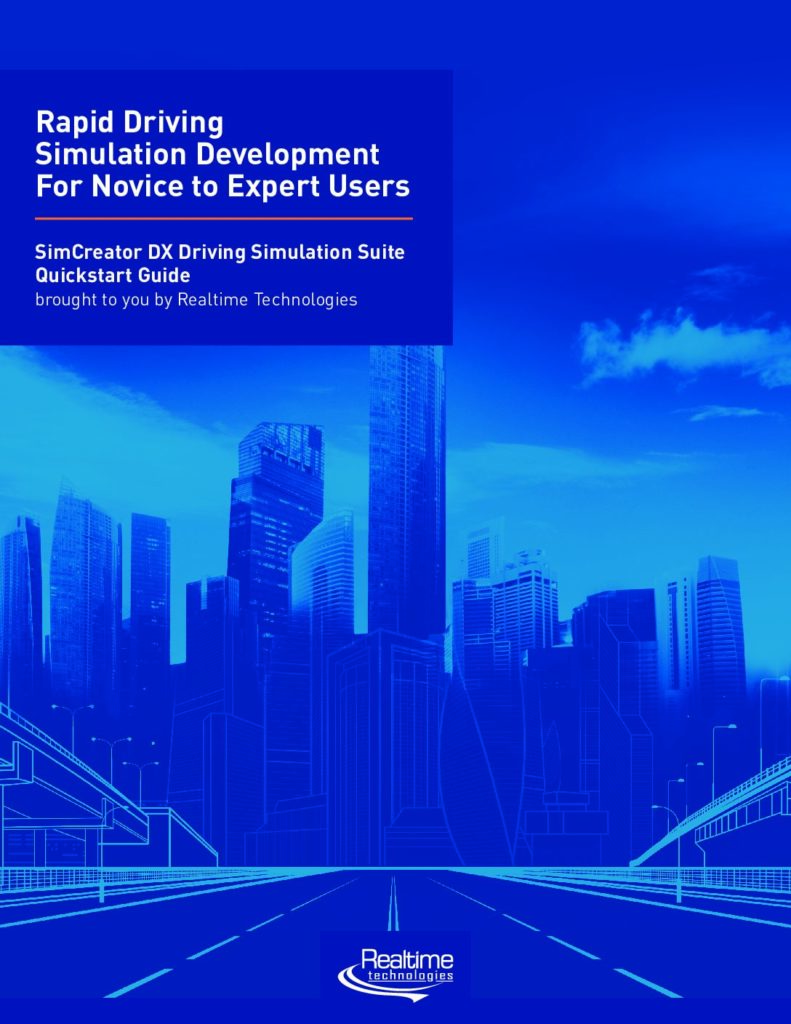 Rapid Driving
Simulation Development
For Novice to Expert Users
SimCreator DX Driving Simulation Suite
Quickstart Guide
brought to you by Realtime Technologies
Realtime
technologies